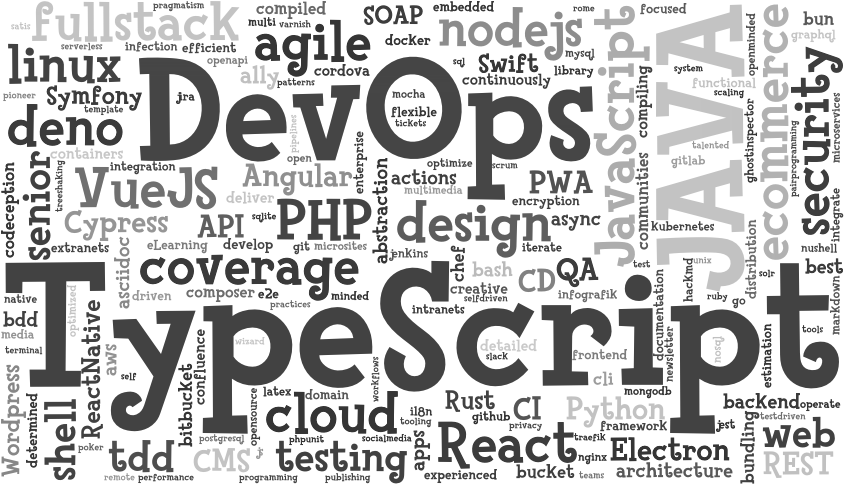 pragmatism
satis
fullstack
compiled
multi
varnish
SOAP
embedded
nodejs
rome
focused
JAVA
ecommerce
bun
graphql
serverless
infection
efficient
agile
docker
mysql
JavaScript
openminded
linux
openapi
DevOps
ally
patterns
cordova
sql
Swift
library
continuously
compiling
system
functional
scaling
security
pioneer
Symfony
template
jra
mocha
flexible
tickets
deno
pipelines
talented
ghostinspector
pairprogramming
microservices
containers
integration
open
enterprise
optimize
scrum
gitlab
codeception
senior
treeshaking
VueJS
Angular
deliver
abstraction
actions
multimedia
PWA
encryption
communities
Cypress
API
sqlite
PHP
design
async
kubernetes
integrate
extranets
asciidoc
eLearning
develop
git
microsites
jenkins
iterate
distribution
nushell
coverage
chef
bash
CD
QA
test
unix
solr
best
native
driven
composer
e2e
minded
creative
selfdriven
infografik
hackmd
ruby
go
markdown
TypeScript
optimized
practices
intranets
documentation
bdd
media
ReactNative
terminal
wizard
detailed
slack
frontend
newsletter
nosql
estimation
tools
aws
self
confluence
workflows
cli
mongodb
Wordpress
determined
shell
bitbucket
opensource
latex
domain
cloud
il8n
tooling
Rust
github
CI
privacy
Python
framework
jest
backend
operate
testdriven
poker
postgresql
phpunit
socialmedia
apps
React
traefik
nginx
Electron
bundling
web
tdd
CMS
testing
experienced
bucket
teams
architecture
REST
remote
performance
programming
publishing